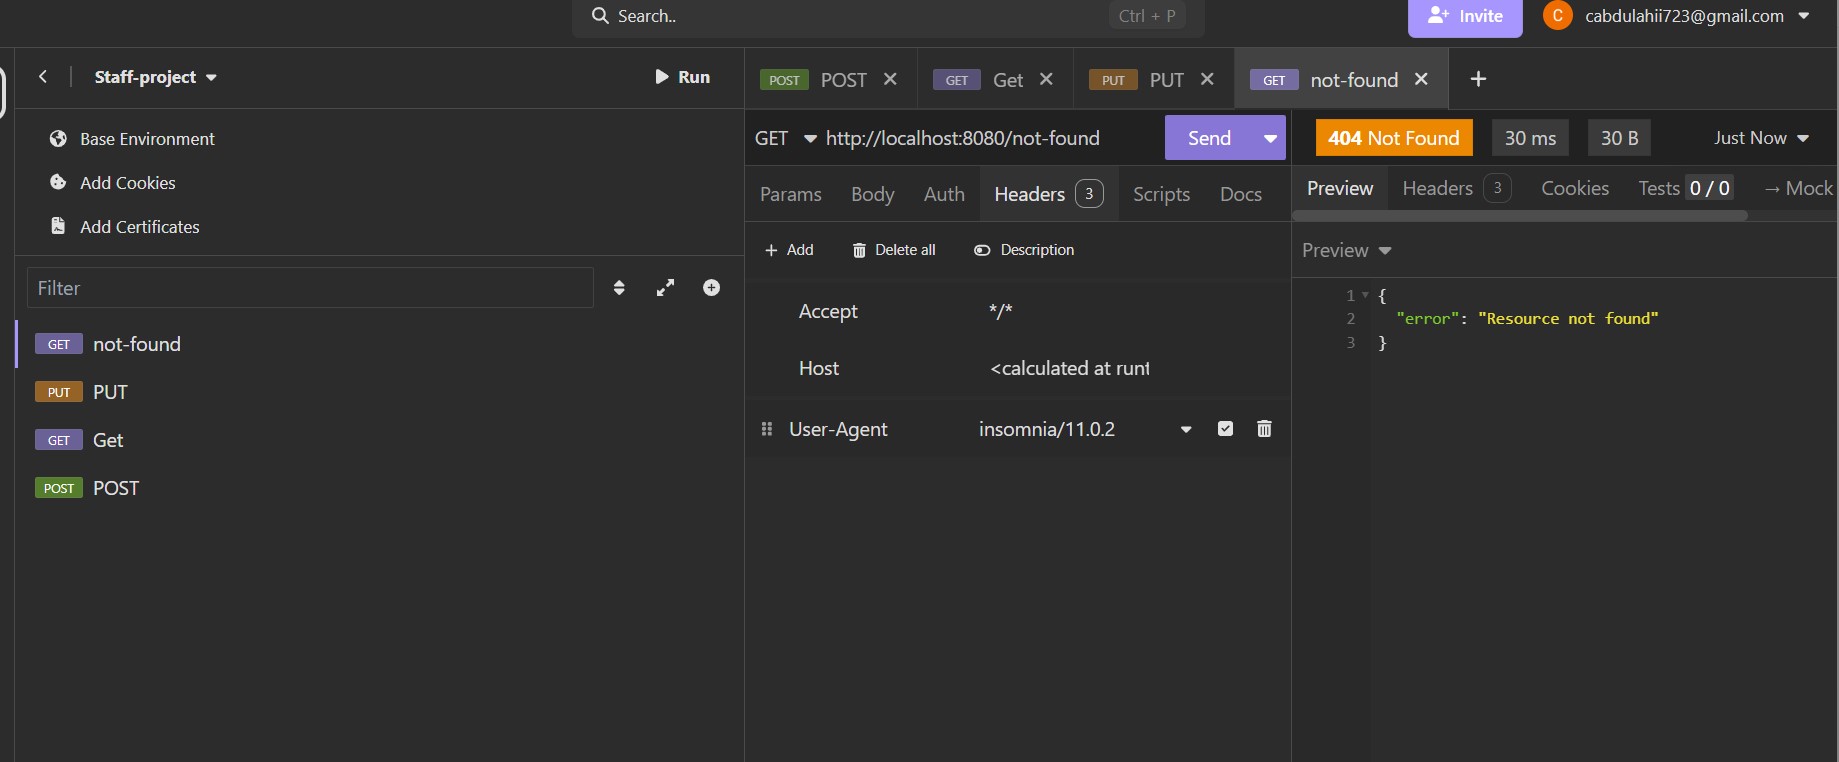 Search..
Ctrl + P
Invite
C
cabdulahii723@gmail.com
Staff-project
Run
Base Environment
Add Cookies
Add Certificates
Filter
GET not-found
PUT PUT
GET Get
POST POST
POST POST
GET Get
PUT PUT
GET not-found
GET http://localhost:8080/not-found
Send
Params Body Auth Headers 3 Scripts Docs
Add Delete all Description
Accept */*
Host <calculated at runt
User-Agent insomnia/11.0.2
404 Not Found 30 ms 30 B Just Now
Preview Headers 3 Cookies Tests 0 / 0 → Mock
Preview
1 {
2 "error": "Resource not found"
3 }